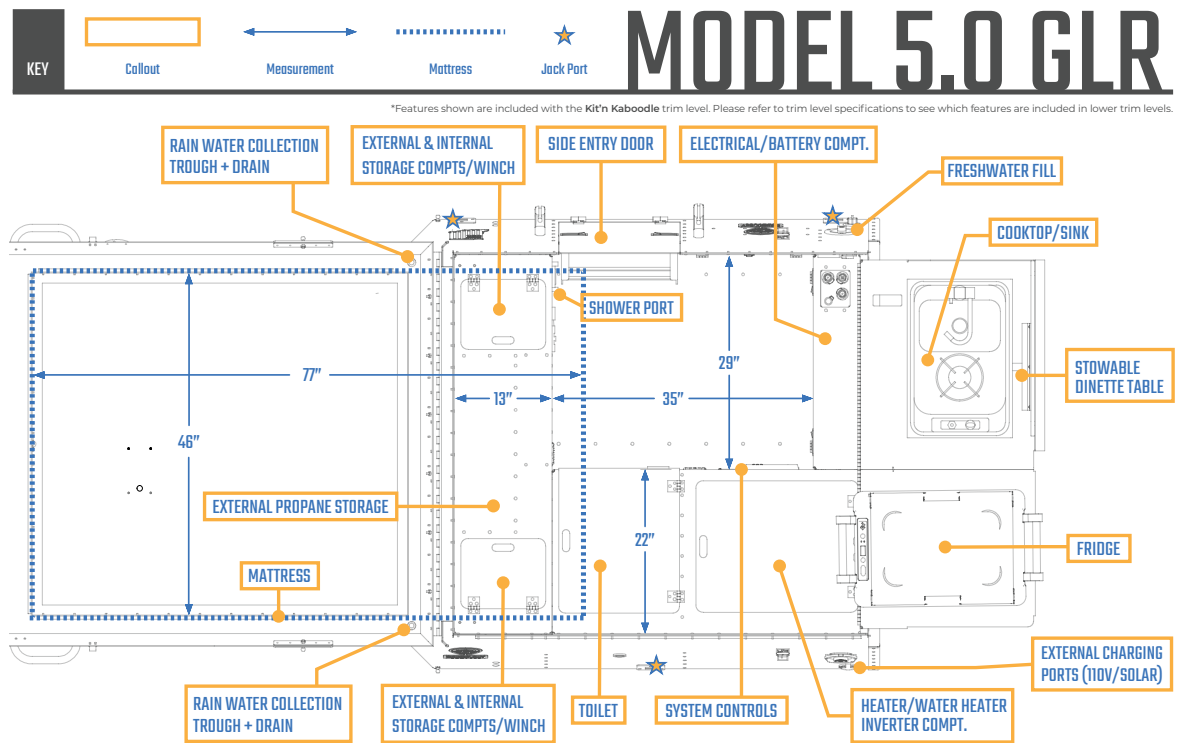 KEY
Callout
Measurement
Mattress
Jack Port
MODEL 5.0 GLR
*Features shown are included with the Kit'n Kaboodle trim level. Please refer to trim level specifications to see which features are included in lower trim levels.
RAIN WATER COLLECTION
TROUGH + DRAIN
EXTERNAL & INTERNAL
STORAGE COMPTS/WINCH
SIDE ENTRY DOOR
ELECTRICAL/BATTERY COMPT.
FRESHWATER FILL
COOKTOP/SINK
SHOWER PORT
STOWABLE
DINETTE TABLE
77”
13”
35”
29”
46”
EXTERNAL PROPANE STORAGE
22”
FRIDGE
MATTRESS
EXTERNAL CHARGING
PORTS (110V/SOLAR)
RAIN WATER COLLECTION
TROUGH + DRAIN
EXTERNAL & INTERNAL
STORAGE COMPTS/WINCH
TOILET
SYSTEM CONTROLS
HEATER/WATER HEATER
INVERTER COMPT.